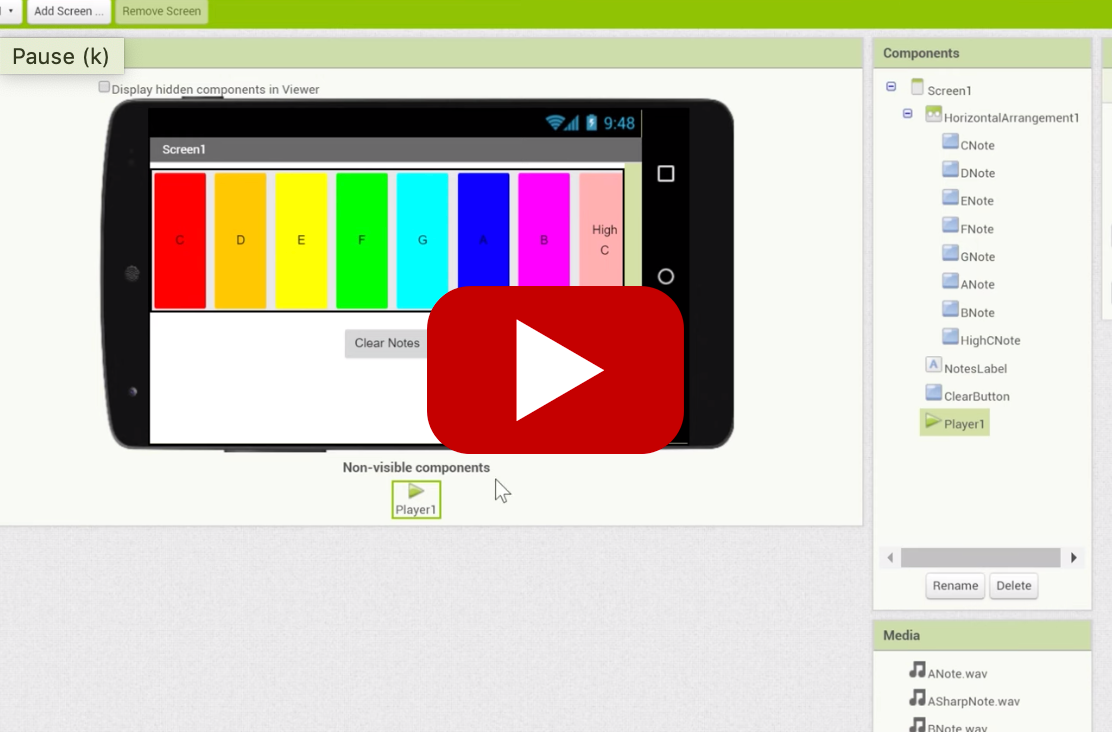 Add Screen ...
Remove Screen
Pause (k)
Components
Display hidden components in Viewer
9:48
Screen1
C
D
E
F
G
A
B
High
C
Clear Notes
Non-visible components
Player1
Screen1
HorizontalArrangement1
CNote
DNote
ENote
FNote
GNote
ANote
BNote
HighCNote
A
NotesLabel
ClearButton
Player1
Rename
Delete
Media
ANote.wav
ASharpNote.wav
BNote.wav